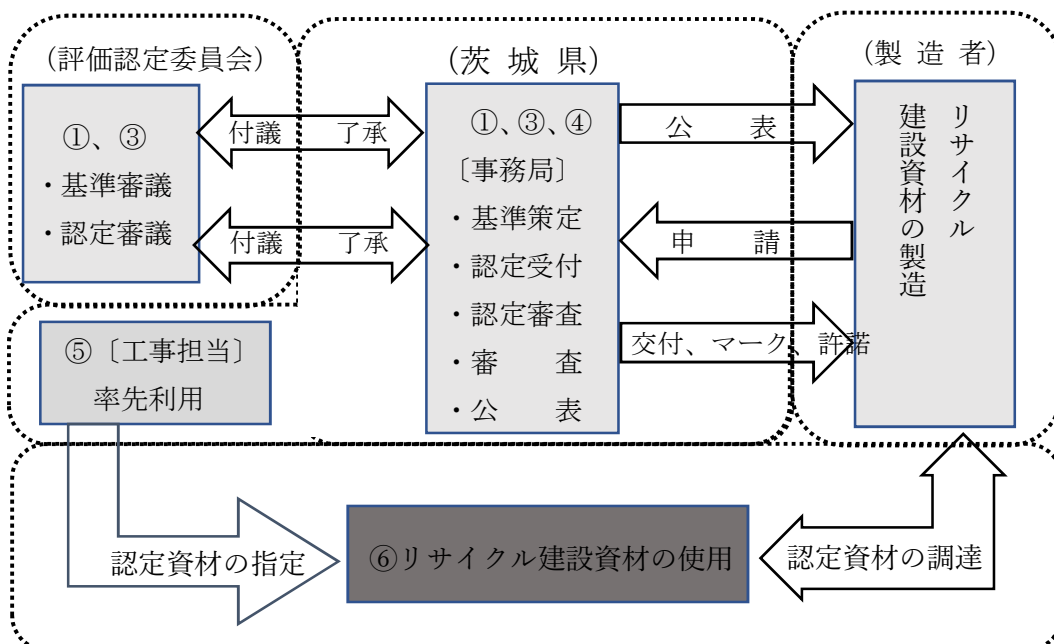 (評価認定委員会)
①、③
・基準審議
・認定審議
付議　了承
付議　了承
(茨 城 県)
①、③、④
〔事務局〕
・基準策定
・認定受付
・認定審査
・審　　査
・公　　表
公　　表
申　　請
交付、マーク、許諾
(製 造 者)
リサイクル
建設資材の製造
⑤〔工事担当〕
率先利用
認定資材の指定
⑥リサイクル建設資材の使用
認定資材の調達